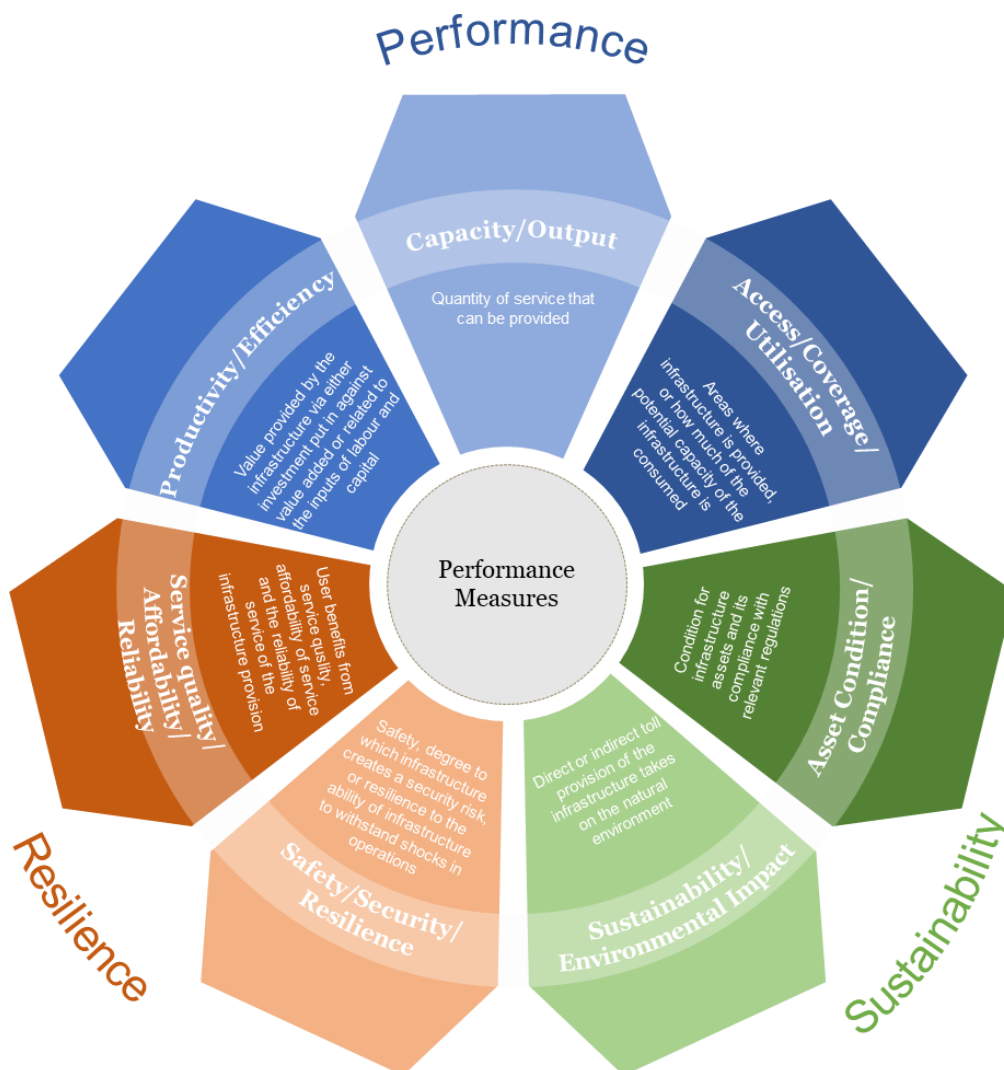 Performance
Capacity/Output
Quantity of service that
can be provided
Access/Coverage/
Utilisation
Areas where
infrastructure is provided,
or how much of the
potential capacity of the
infrastructure is
consumed
Asset Condition/
Compliance
Condition for
infrastructure
assets and its
compliance with
relevant regulations
Sustainability
Sustainability/
Environmental Impact
Direct or indirect toll
provision of the
infrastructure takes
on the natural
environment
Safety/Security/
Resilience
Safety, degree to
which infrastructure
creates a security risk,
or resilience to the
ability of infrastructure
to withstand shocks in
operations
Resilience
Service quality/
Affordability/
Reliability
User benefits from
service qusility,
affordability of service
and the reliability of
service of the
infrastructure provision
Productivity/Efficiency
Value provided by the
infrastructure via either
investment put in against
value added or related to
the inputs of labour and
capital
Performance
Measures